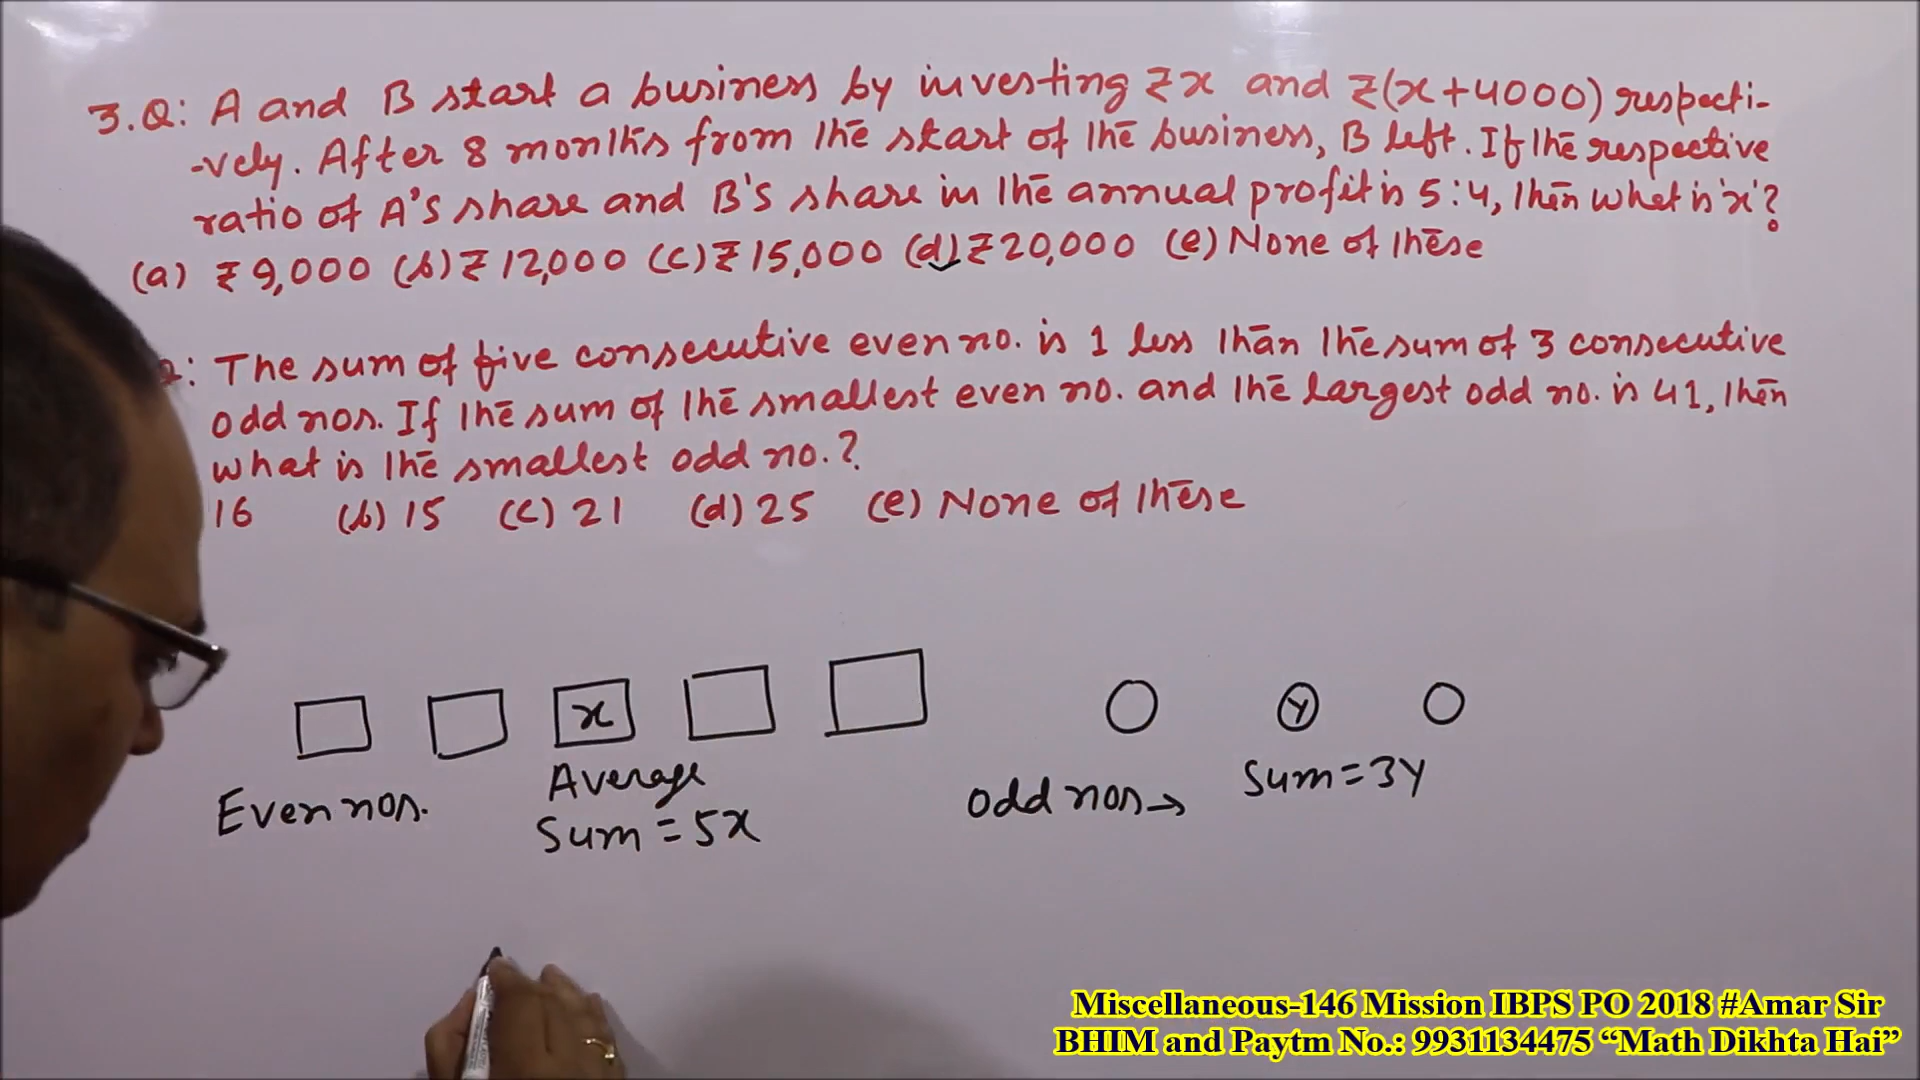 3.Q: A and B start a business by investing ₹x and ₹(x+4000) respecti-
-vely. After 8 months from the start of the business, B left. If the respective
ratio of A's share and B's share in the annual profit is 5:4, then what is 'x'?
(a) ₹9,000 (b) ₹12,000 (c) ₹15,000 (d) ₹20,000 (e) None of these
Q: The sum of five consecutive even no. is 1 less than the sum of 3 consecutive
odd nos. If the sum of the smallest even no. and the largest odd no. is 41, then
what is the smallest odd no.?
16 (b) 15 (c) 21 (d) 25 (e) None of these
x y
Average Sum=3y
Even nos. odd nos→
Sum=5x
Miscellaneous-146 Mission IBPS PO 2018 #Amar Sir
BHIM and Paytm No.: 9931134475 “Math Dikhta Hai”